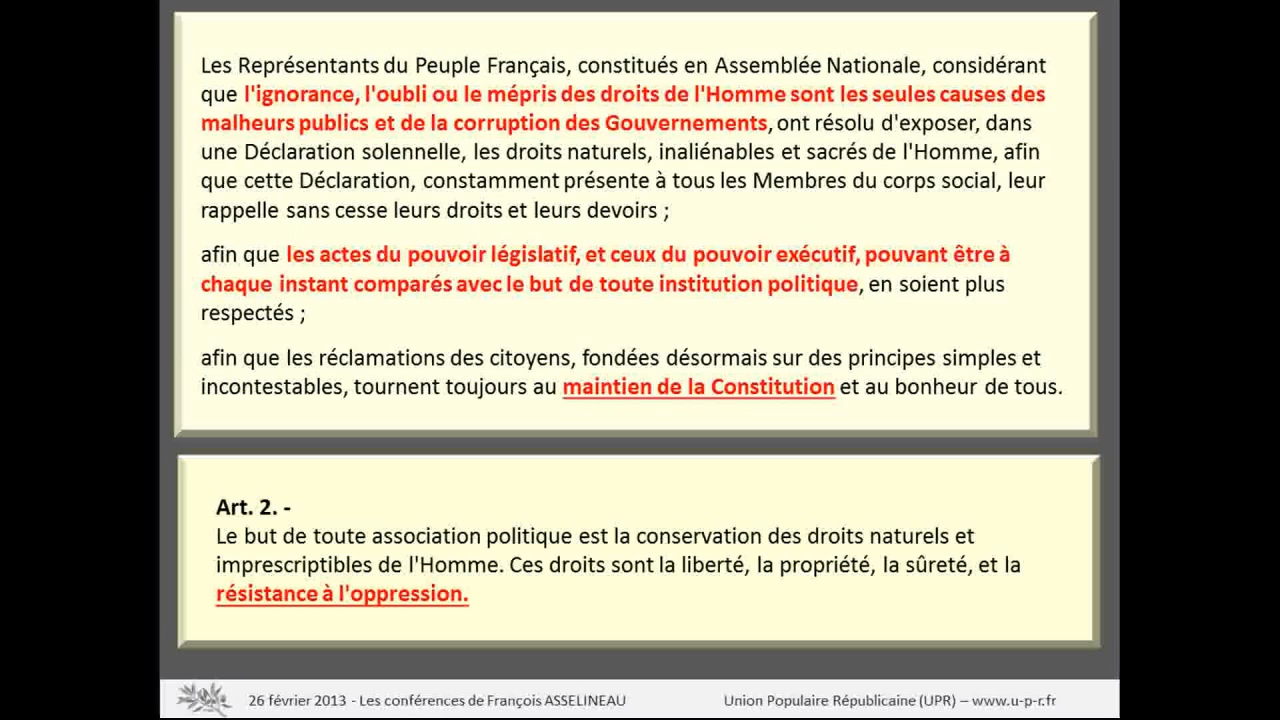 Les Représentants du Peuple Français, constitués en Assemblée Nationale, considérant
que l'ignorance, l'oubli ou le mépris des droits de l'Homme sont les seules causes des
malheurs publics et de la corruption des Gouvernements, ont résolu d'exposer, dans
une Déclaration solennelle, les droits naturels, inaliénables et sacrés de l'Homme, afin
que cette Déclaration, constamment présente à tous les Membres du corps social, leur
rappelle sans cesse leurs droits et leurs devoirs ;
afin que les actes du pouvoir législatif, et ceux du pouvoir exécutif, pouvant être à
chaque instant comparés avec le but de toute institution politique, en soient plus
respectés ;
afin que les réclamations des citoyens, fondées désormais sur des principes simples et
incontestables, tournent toujours au maintien de la Constitution et au bonheur de tous.
Art. 2. -
Le but de toute association politique est la conservation des droits naturels et
imprescriptibles de l'Homme. Ces droits sont la liberté, la propriété, la sûreté, et la
résistance à l'oppression.
26 février 2013 - Les conférences de François ASSELINEAU
Union Populaire Républicaine (UPR) – www.u-p-r.fr